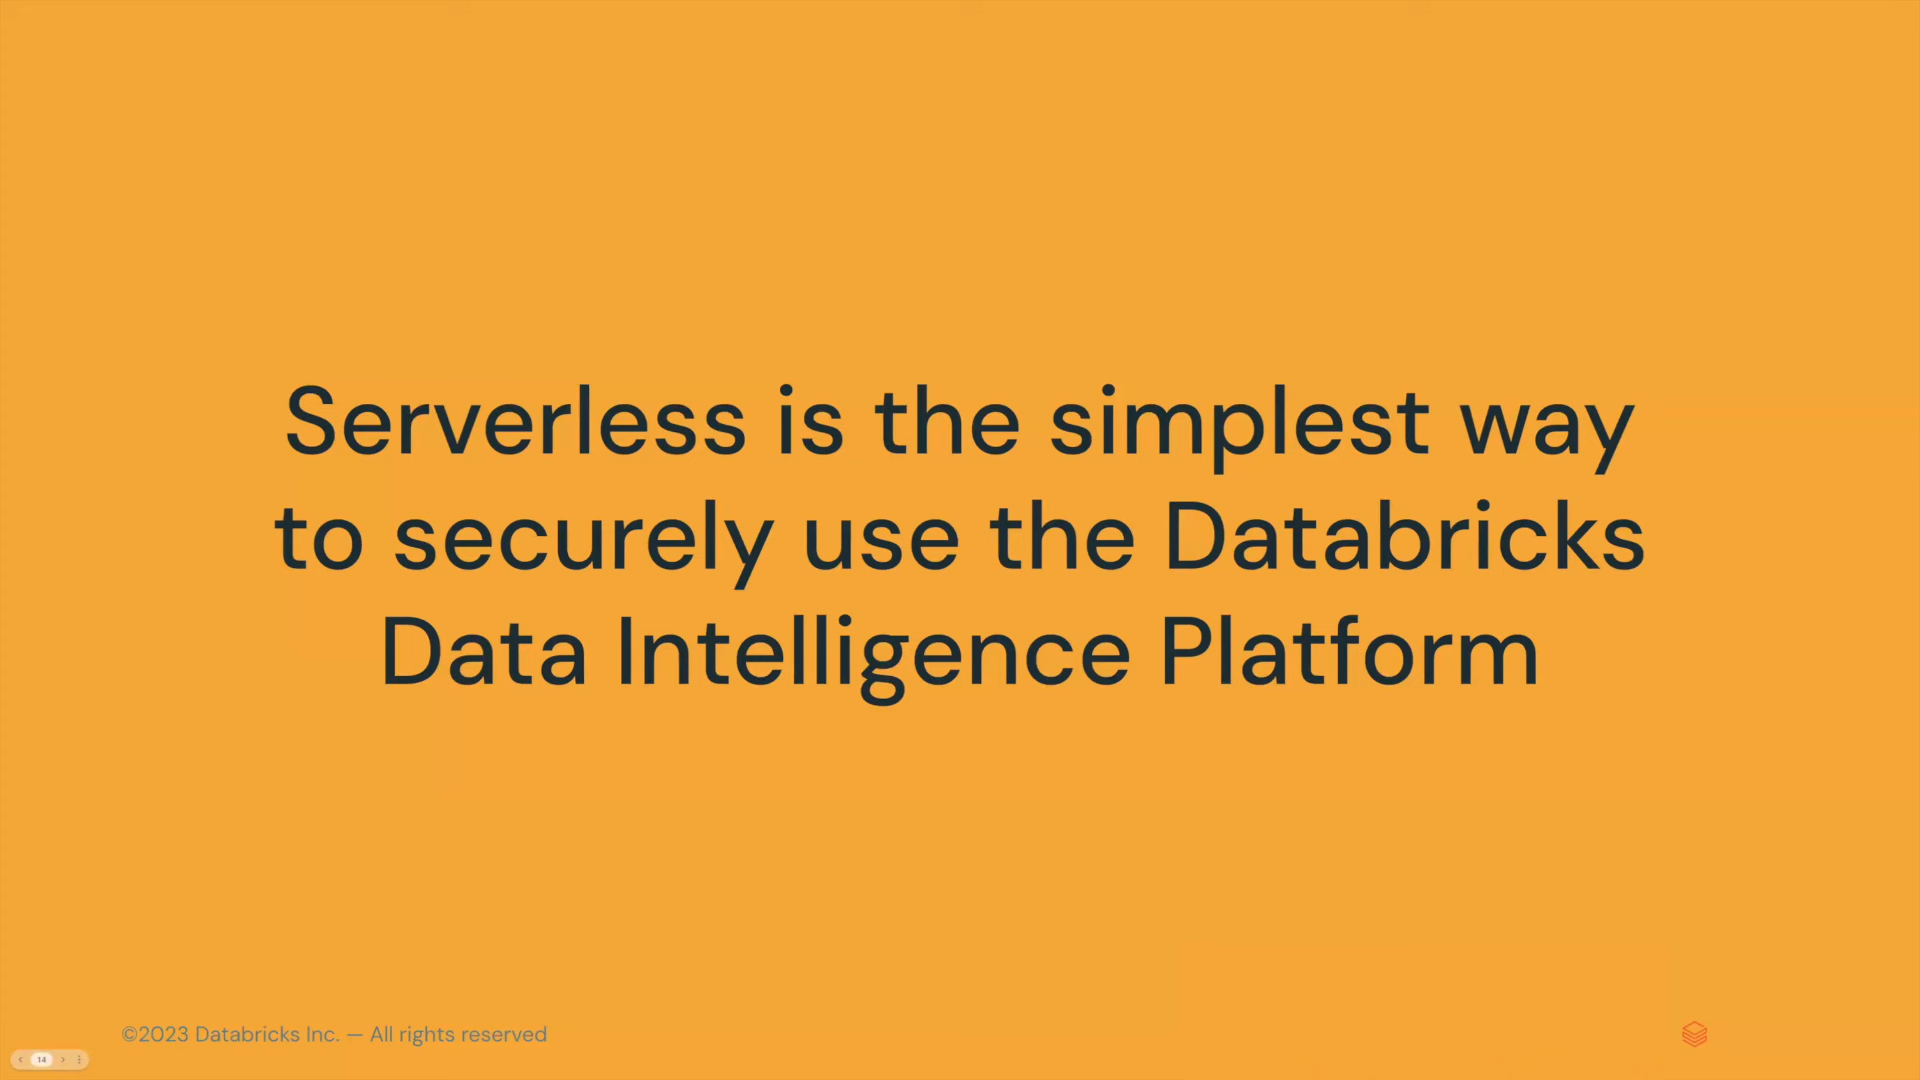 Serverless is the simplest way
to securely use the Databricks
Data Intelligence Platform
©2023 Databricks Inc. — All rights reserved
14